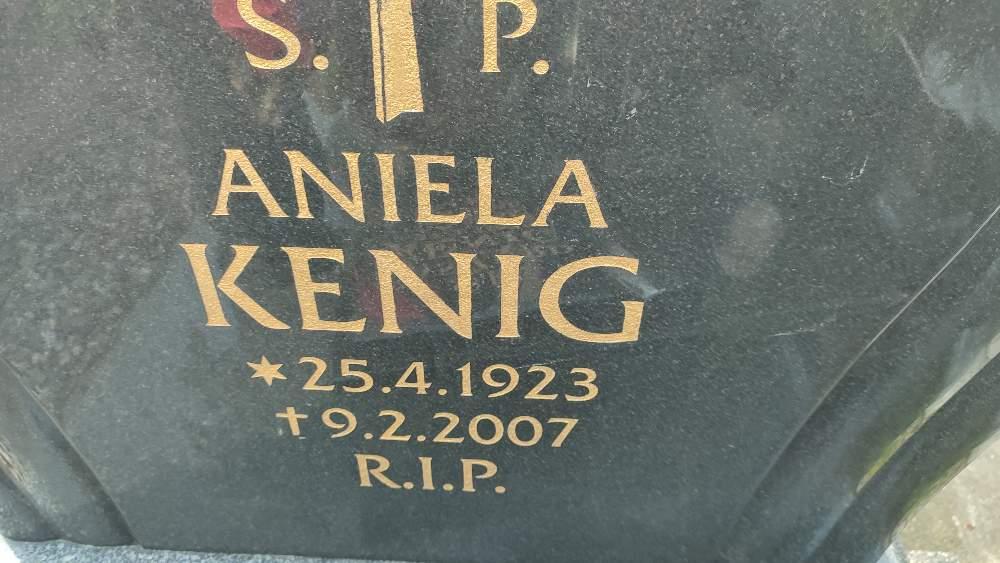 S. P.
ANIELA
KENIG
* 25.4.1923
† 9.2.2007
R.I.P.